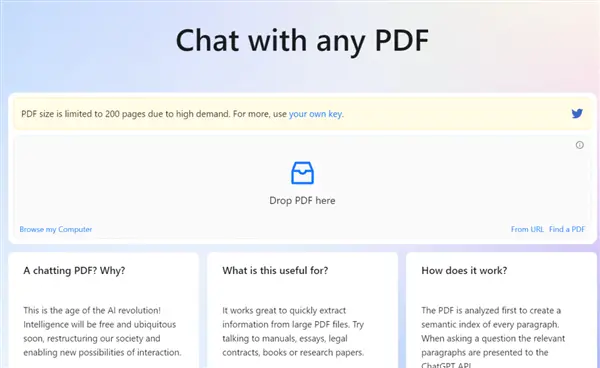 Chat with any PDF
PDF size is limited to 200 pages due to high demand. For more, use your own key.
Drop PDF here
Browse my Computer
From URL Find a PDF
A chatting PDF? Why?
This is the age of the AI revolution!
Intelligence will be free and ubiquitous
soon, restructuring our society and
enabling new possibilities of interaction.
What is this useful for?
It works great to quickly extract
information from large PDF files. Try
talking to manuals, essays, legal
contracts, books or research papers.
How does it work?
The PDF is analyzed first to create a
semantic index of every paragraph.
When asking a question the relevant
paragraphs are presented to the
ChatGPT API.